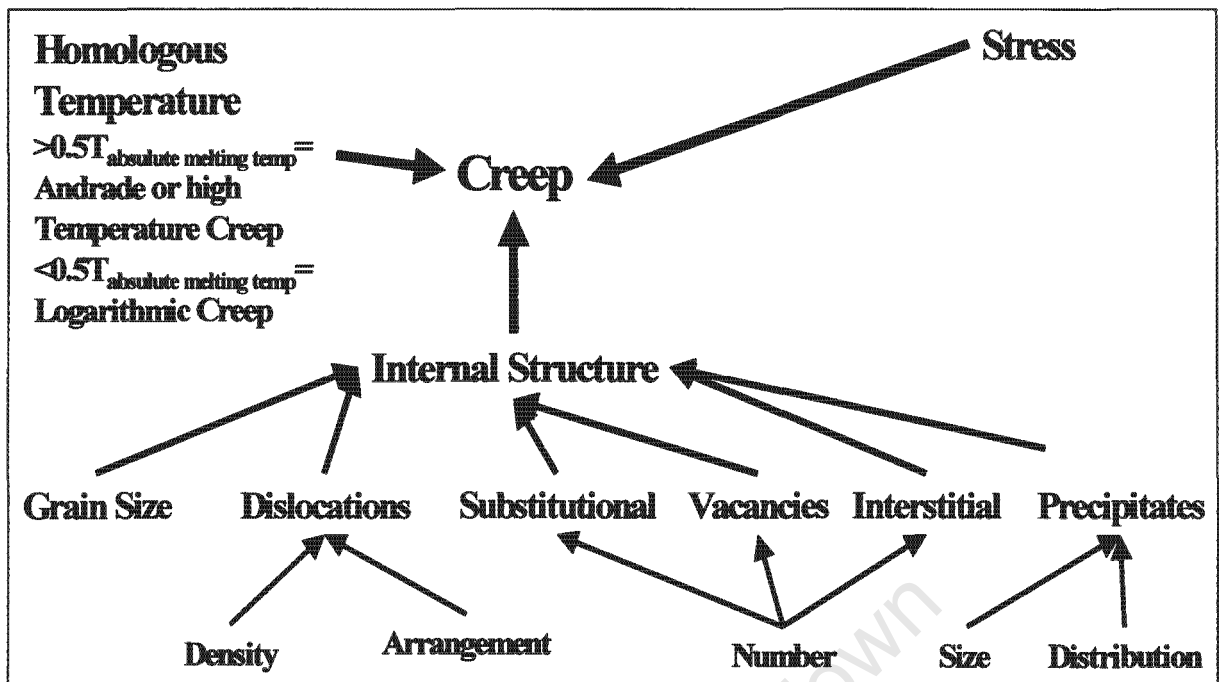 Homologous
Temperature
>0.5Tabsulute melting temp=
Andrade or high
Temperature Creep
<0.5Tabsulute melting temp=
Logarithmic Creep
Stress
Creep
Internal Structure
Grain Size Dislocations Substitutional Vacancies Interstitial Precipitates
Density Arrangement Number Size Distribution